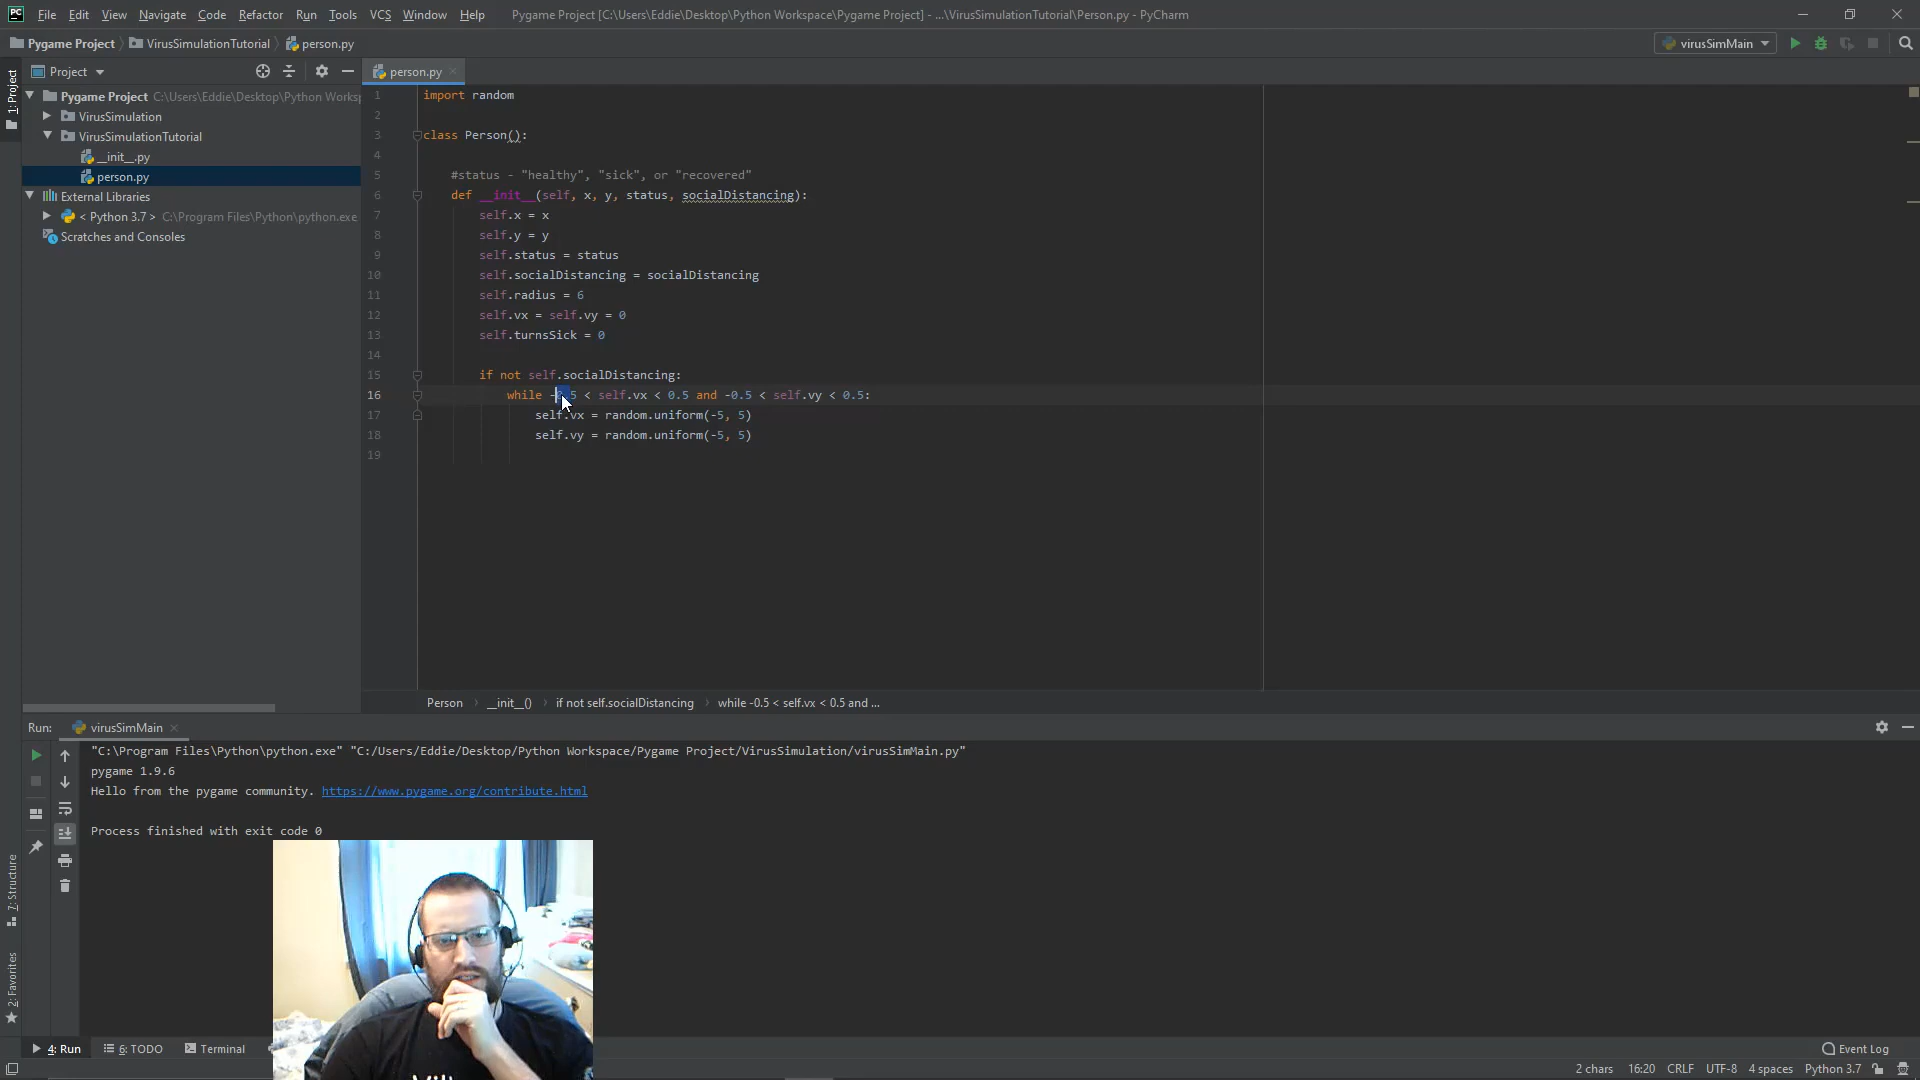 PC File Edit View Navigate Code Refactor Run Tools VCS Window Help Pygame Project [C:\Users\Eddie\Desktop\Python Workspace\Pygame Project] - ...\VirusSimulationTutorial\Person.py - PyCharm
Pygame Project VirusSimulationTutorial person.py virusSimMain
1: Project
Project
person.py
Pygame Project C:\Users\Eddie\Desktop\Python Works
VirusSimulation
VirusSimulationTutorial
__init__.py
person.py
External Libraries
< Python 3.7 > C:\Program Files\Python\python.exe
Scratches and Consoles
1 import random
2
3 class Person():
4
5 #status - "healthy", "sick", or "recovered"
6 def __init__(self, x, y, status, socialDistancing):
7 self.x = x
8 self.y = y
9 self.status = status
10 self.socialDistancing = socialDistancing
11 self.radius = 6
12 self.vx = self.vy = 0
13 self.turnsSick = 0
14
15 if not self.socialDistancing:
16 while -0.5 < self.vx < 0.5 and -0.5 < self.vy < 0.5:
17 self.vx = random.uniform(-5, 5)
18 self.vy = random.uniform(-5, 5)
19
Person __init__() if not self.socialDistancing while -0.5 < self.vx < 0.5 and ...
Run: virusSimMain
"C:\Program Files\Python\python.exe" "C:/Users/Eddie/Desktop/Python Workspace/Pygame Project/VirusSimulation/virusSimMain.py"
pygame 1.9.6
Hello from the pygame community. https://www.pygame.org/contribute.html
Process finished with exit code 0
7: Structure
2: Favorites
4: Run 6: TODO Terminal Event Log
2 chars 16:20 CRLF UTF-8 4 spaces Python 3.7